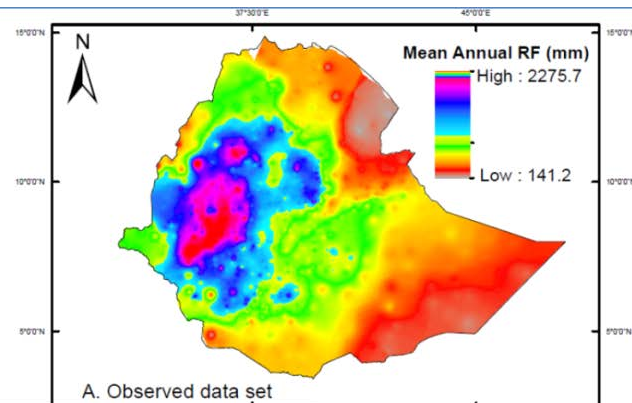 37°30'0"E 45°0'0"E
15°0'0"N 15°0'0"N
N
Mean Annual RF (mm)
High : 2275.7
Low : 141.2
10°0'0"N 10°0'0"N
5°0'0"N 5°0'0"N
A. Observed data set